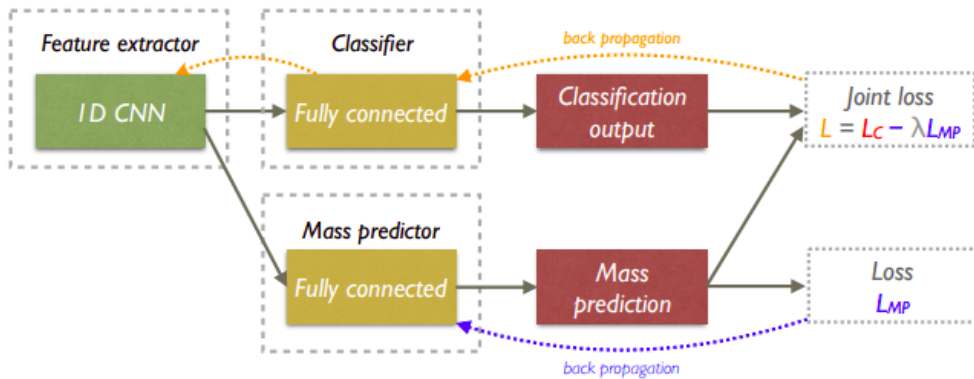 Feature extractor
Classifier
back propagation
1D CNN
Fully connected
Classification
output
Joint loss
L = LC − λLMP
Mass predictor
Fully connected
Mass
prediction
Loss
LMP
back propagation